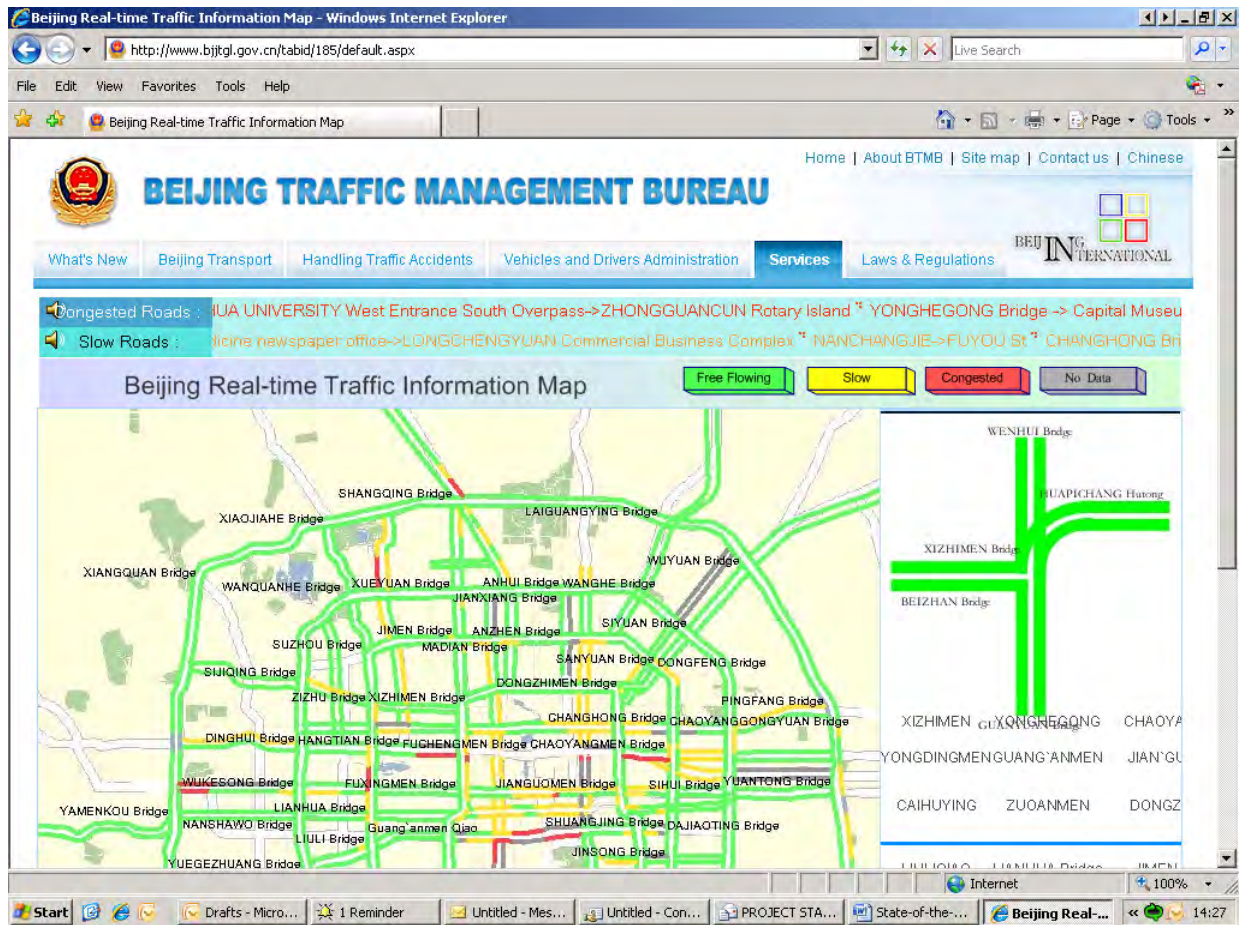 Beijing Real-time Traffic Information Map - Windows Internet Explorer
http://www.bjjtgl.gov.cn/tabid/185/default.aspx
Live Search
File Edit View Favorites Tools Help
Beijing Real-time Traffic Information Map
Page Tools
Home | About BTMB | Site map | Contact us | Chinese
BEIJING TRAFFIC MANAGEMENT BUREAU
BEIJING INTERNATIONAL
What's New Beijing Transport Handling Traffic Accidents Vehicles and Drivers Administration Services Laws & Regulations
Congested Roads : HUA UNIVERSITY West Entrance South Overpass->ZHONGGUANCUN Rotary Island * YONGHEGONG Bridge -> Capital Museu
Slow Roads : licine newspaper office->LONGCHENGYUAN Commercial Business Complex * NANCHANGJIE->FUYOU St * CHANGHONG Bri
Beijing Real-time Traffic Information Map
Free Flowing Slow Congested No Data
SHANGQING Bridge
LAIGUANGYING Bridge
XIAOJIAHE Bridge
WUYUAN Bridge
XIANGQUAN Bridge
WANQUANHE Bridge
XUEYUAN Bridge
ANHUI Bridge
WANGHE Bridge
JIANXIANG Bridge
SIYUAN Bridge
JIMEN Bridge
ANZHEN Bridge
SUZHOU Bridge
MADIAN Bridge
SANYUAN Bridge
DONGFENG Bridge
SIJIQING Bridge
DONGZHIMEN Bridge
ZIZHU Bridge
XIZHIMEN Bridge
PINGFANG Bridge
CHANGHONG Bridge
CHAOYANGGONGYUAN Bridge
DINGHUI Bridge
HANGTIAN Bridge
FUCHENGMEN Bridge
CHAOYANGMEN Bridge
WUKESONG Bridge
FUXINGMEN Bridge
JIANGUOMEN Bridge
SIHUI Bridge
YUANTONG Bridge
YAMENKOU Bridge
LIANHUA Bridge
NANSHAWO Bridge
Guang`anmen Qiao
SHUANGJING Bridge
DAJIAOTING Bridge
LIULI Bridge
JINSONG Bridge
YUEGEZHUANG Bridge
WENHUI Bridge
HUAPICHANG Hutong
XIZHIMEN Bridge
BEIZHAN Bridge
GUANYUAN Bridge
XIZHIMEN YONGHEGONG CHAOYA
YONGDINGMEN GUANG`ANMEN JIAN`GU
CAIHUYING ZUOANMEN DONGZ
LIULIQIAO LIANHUA Bridge JIMEN
Internet 100%
Start Drafts - Micro... 1 Reminder Untitled - Mes... Untitled - Con... PROJECT STA... State-of-the-... Beijing Real-... 14:27